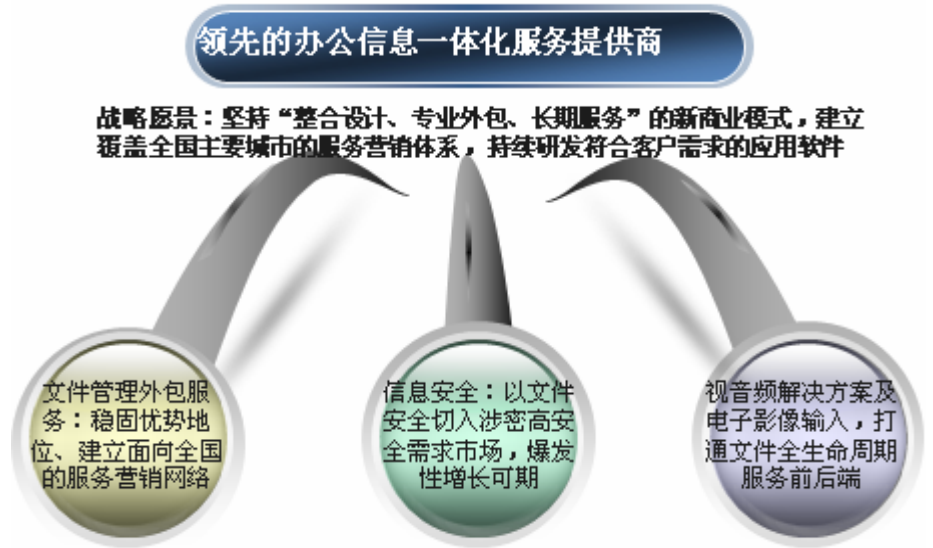 领先的办公信息一体化服务提供商
战略愿景：坚持“整合设计、专业外包、长期服务”的新商业模式，建立
覆盖全国主要城市的服务营销体系，持续研发符合客户需求的应用软件
文件管理外包服
务：稳固优势地
位、建立面向全国
的服务营销网络
信息安全：以文件
安全切入涉密高安
全需求市场，爆发
性增长可期
视音频解决方案及
电子影像输入，打
通文件全生命周期
服务前后端